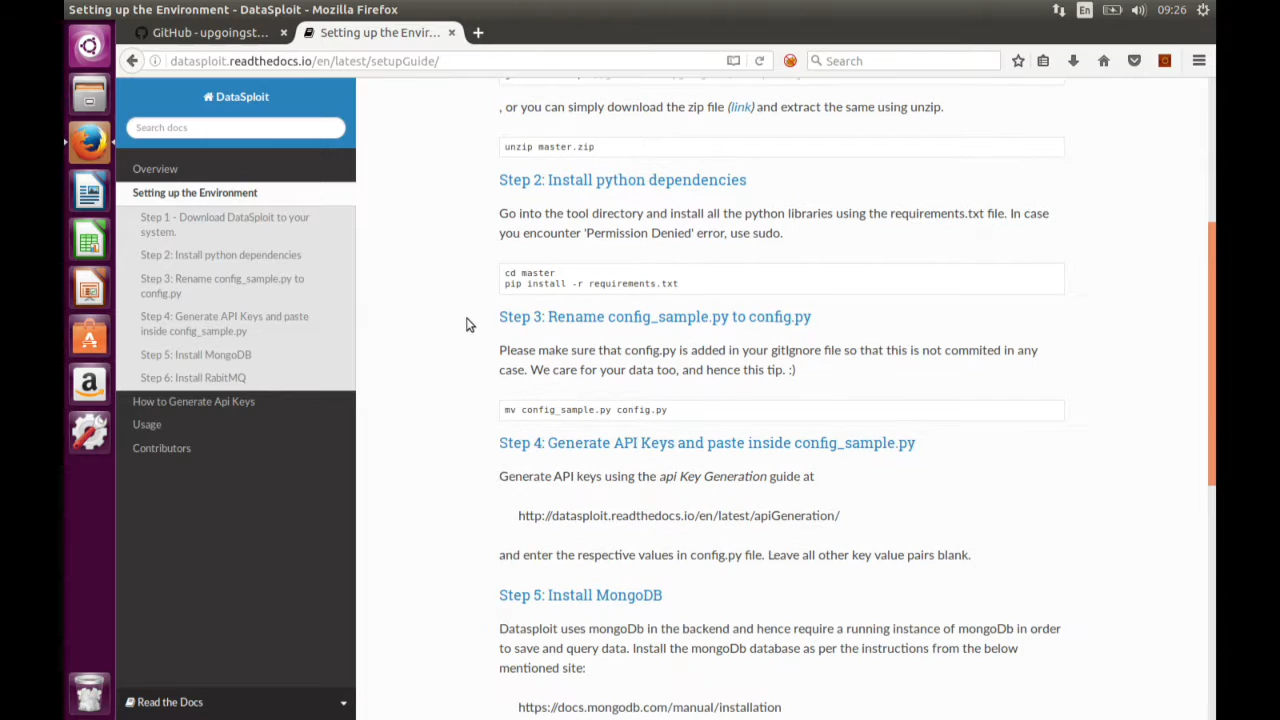 Setting up the Environment - DataSploit - Mozilla Firefox
En
09:26
GitHub - upgoingst... ×
Setting up the Envir... × +
datasploit.readthedocs.io/en/latest/setupGuide/
Search
DataSploit
Search docs
Overview
Setting up the Environment
Step 1 - Download DataSploit to your
system.
Step 2: Install python dependencies
Step 3: Rename config_sample.py to
config.py
Step 4: Generate API Keys and paste
inside config_sample.py
Step 5: Install MongoDB
Step 6: Install RabitMQ
How to Generate Api Keys
Usage
Contributors
Read the Docs
, or you can simply download the zip file (link) and extract the same using unzip.
unzip master.zip
Step 2: Install python dependencies
Go into the tool directory and install all the python libraries using the requirements.txt file. In case
you encounter 'Permission Denied' error, use sudo.
cd master
pip install -r requirements.txt
Step 3: Rename config_sample.py to config.py
Please make sure that config.py is added in your gitIgnore file so that this is not commited in any
case. We care for your data too, and hence this tip. :)
mv config_sample.py config.py
Step 4: Generate API Keys and paste inside config_sample.py
Generate API keys using the api Key Generation guide at
http://datasploit.readthedocs.io/en/latest/apiGeneration/
and enter the respective values in config.py file. Leave all other key value pairs blank.
Step 5: Install MongoDB
Datasploit uses mongoDb in the backend and hence require a running instance of mongoDb in order
to save and query data. Install the mongoDb database as per the instructions from the below
mentioned site:
https://docs.mongodb.com/manual/installation